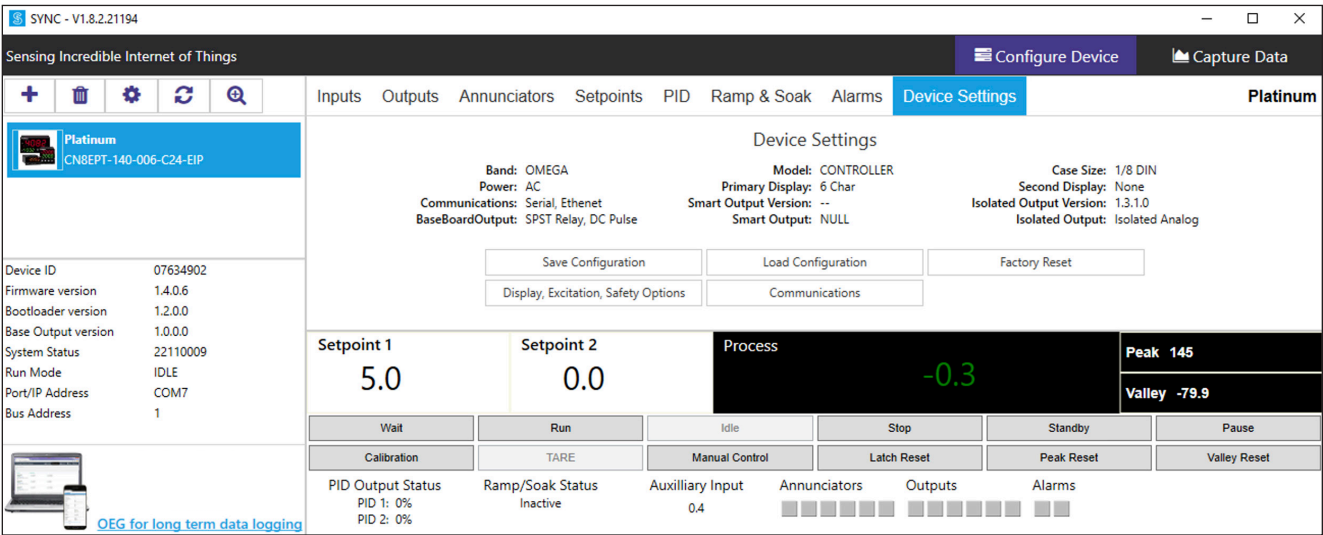 SYNC - V1.8.2.21194
Sensing Incredible Internet of Things
Configure Device
Capture Data
Inputs Outputs Annunciators Setpoints PID Ramp & Soak Alarms Device Settings Platinum
Platinum
CN8EPT-140-006-C24-EIP
Device Settings
Band: OMEGA Model: CONTROLLER Case Size: 1/8 DIN
Power: AC Primary Display: 6 Char Second Display: None
Communications: Serial, Ethenet Smart Output Version: -- Isolated Output Version: 1.3.1.0
BaseBoardOutput: SPST Relay, DC Pulse Smart Output: NULL Isolated Output: Isolated Analog
Save Configuration Load Configuration Factory Reset
Display, Excitation, Safety Options Communications
Device ID 07634902
Firmware version 1.4.0.6
Bootloader version 1.2.0.0
Base Output version 1.0.0.0
System Status 22110009
Run Mode IDLE
Port/IP Address COM7
Bus Address 1
OEG for long term data logging
Setpoint 1 Setpoint 2 Process
5.0 0.0 -0.3
Peak 145
Valley -79.9
Wait Run Idle Stop Standby Pause
Calibration TARE Manual Control Latch Reset Peak Reset Valley Reset
PID Output Status Ramp/Soak Status Auxilliary Input Annunciators Outputs Alarms
PID 1: 0% Inactive 0.4
PID 2: 0%